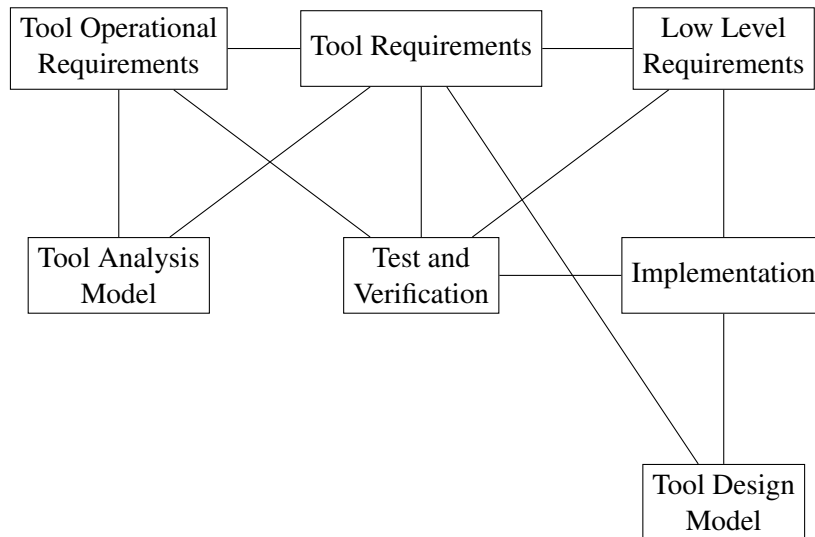 Tool Operational
Requirements
Tool Requirements
Low Level
Requirements
Tool Analysis
Model
Test and
Verification
Implementation
Tool Design
Model